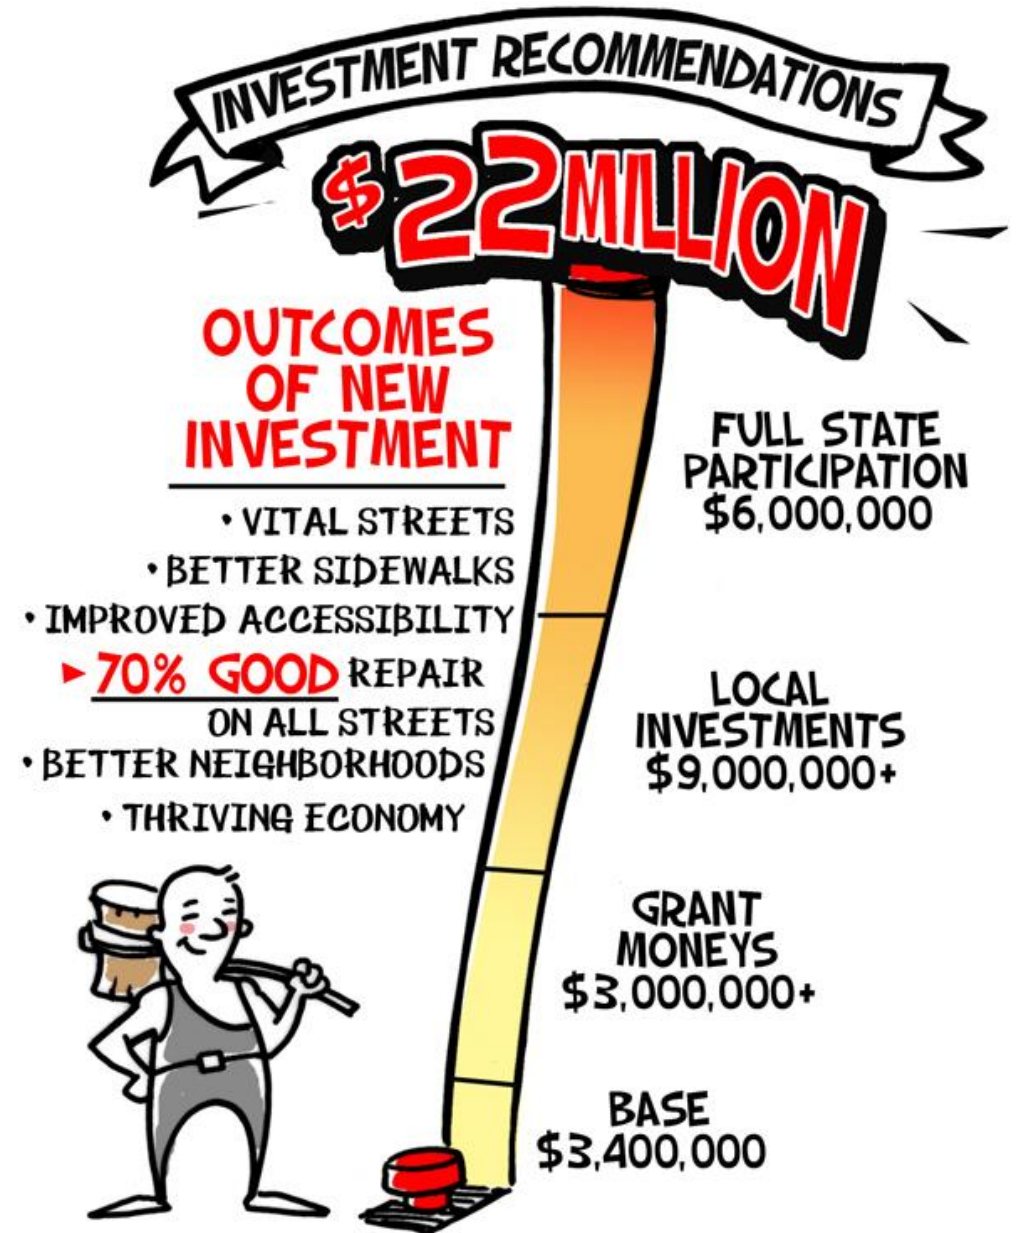 INVESTMENT RECOMMENDATIONS
$22 MILLION
OUTCOMES
OF NEW
INVESTMENT
• VITAL STREETS
• BETTER SIDEWALKS
• IMPROVED ACCESSIBILITY
► 70% GOOD REPAIR
ON ALL STREETS
• BETTER NEIGHBORHOODS
• THRIVING ECONOMY
FULL STATE
PARTICIPATION
$6,000,000
LOCAL
INVESTMENTS
$9,000,000+
GRANT
MONEYS
$3,000,000+
BASE
$3,400,000